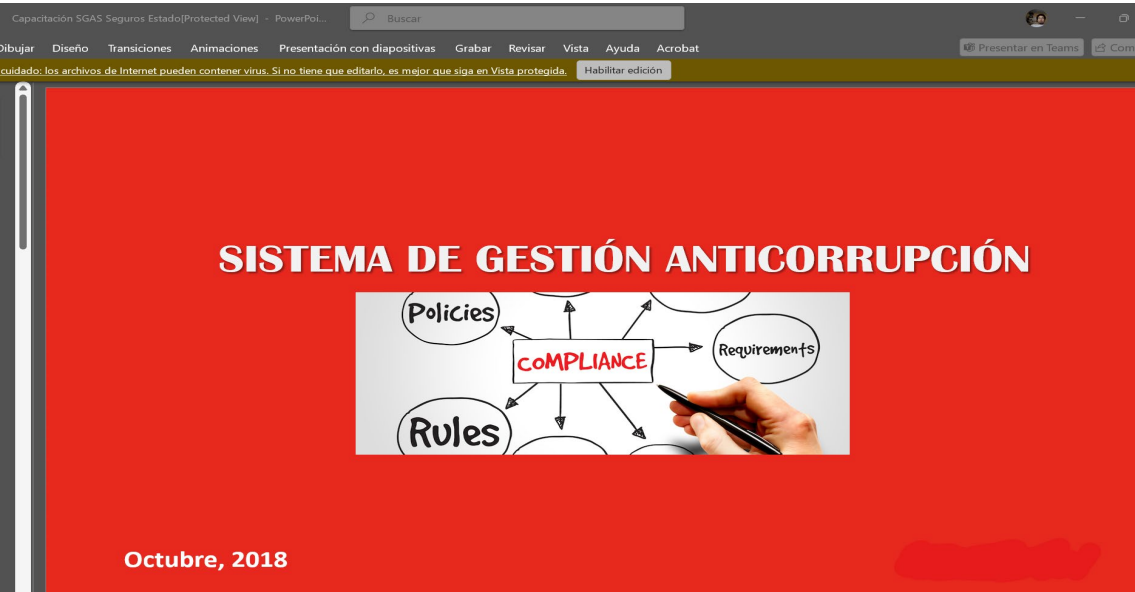 Capacitación SGAS Seguros Estado[Protected View] - PowerPoi...
Buscar
Dibujar Diseño Transiciones Animaciones Presentación con diapositivas Grabar Revisar Vista Ayuda Acrobat
Presentar en Teams
Com
cuidado: los archivos de Internet pueden contener virus. Si no tiene que editarlo, es mejor que siga en Vista protegida. Habilitar edición
SISTEMA DE GESTIÓN ANTICORRUPCIÓN
Policies
COMPLIANCE
Requirements
Rules
Octubre, 2018